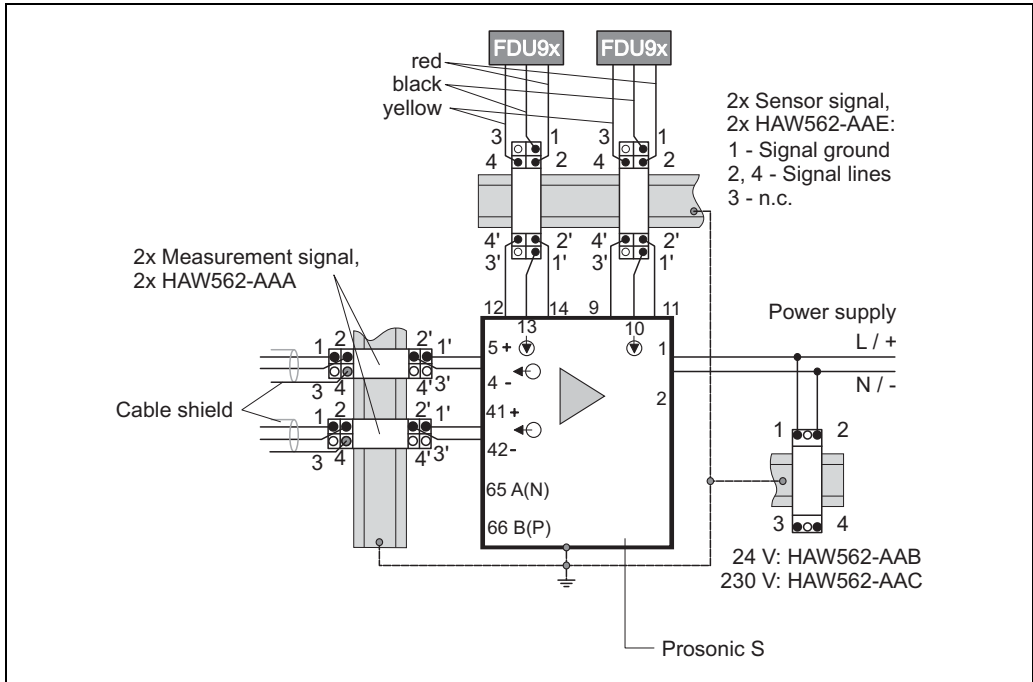 FDU9x FDU9x
red
black
yellow
2x Sensor signal,
2x HAW562-AAE:
1 - Signal ground
2, 4 - Signal lines
3 - n.c.
3 1 3 1
4 2 4 2
4' 2' 4' 2'
3' 1' 3' 1'
2x Measurement signal,
2x HAW562-AAA
12 14 9 11
13 10
Power supply
L / +
N / -
1 2 2' 1'
5 + 1
4 - 2
3 4 4' 3'
Cable shield
1 2 2' 1'
41 +
42 -
3 4 4' 3'
65 A(N)
66 B(P)
1 2
3 4
24 V: HAW562-AAB
230 V: HAW562-AAC
Prosonic S